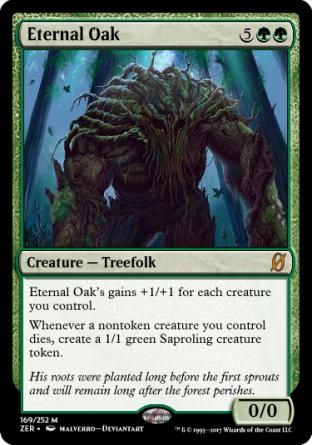 Eternal Oak 5
Creature — Treefolk
Eternal Oak's gains +1/+1 for each creature
you control.
Whenever a nontoken creature you control
dies, create a 1/1 green Saproling creature
token.
His roots were planted long before the first sprouts
and will remain long after the forest perishes.
169/252 M
ZER • MALVERRO-DEVIANTART
™ & © 1993–2017 Wizards of the Coast LLC
0/0